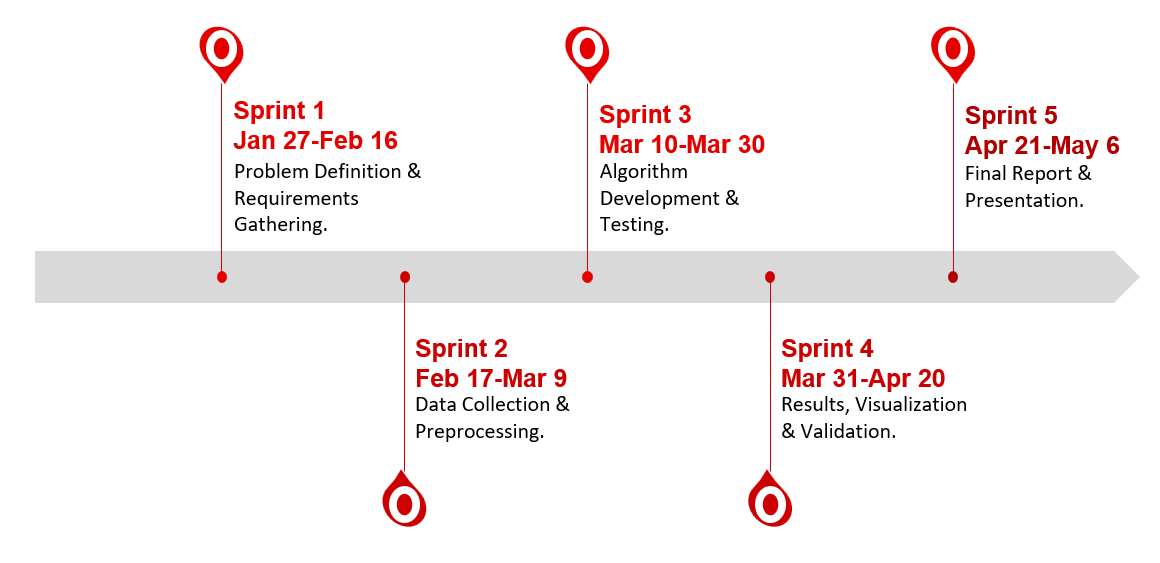 Sprint 1
Jan 27-Feb 16
Problem Definition &
Requirements
Gathering.
Sprint 2
Feb 17-Mar 9
Data Collection &
Preprocessing.
Sprint 3
Mar 10-Mar 30
Algorithm
Development &
Testing.
Sprint 4
Mar 31-Apr 20
Results, Visualization
& Validation.
Sprint 5
Apr 21-May 6
Final Report &
Presentation.